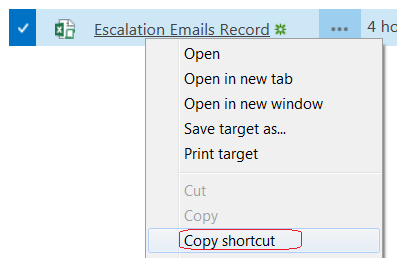 Escalation Emails Record
4 ho
Open
Open in new tab
Open in new window
Save target as...
Print target
Cut
Copy
Copy shortcut